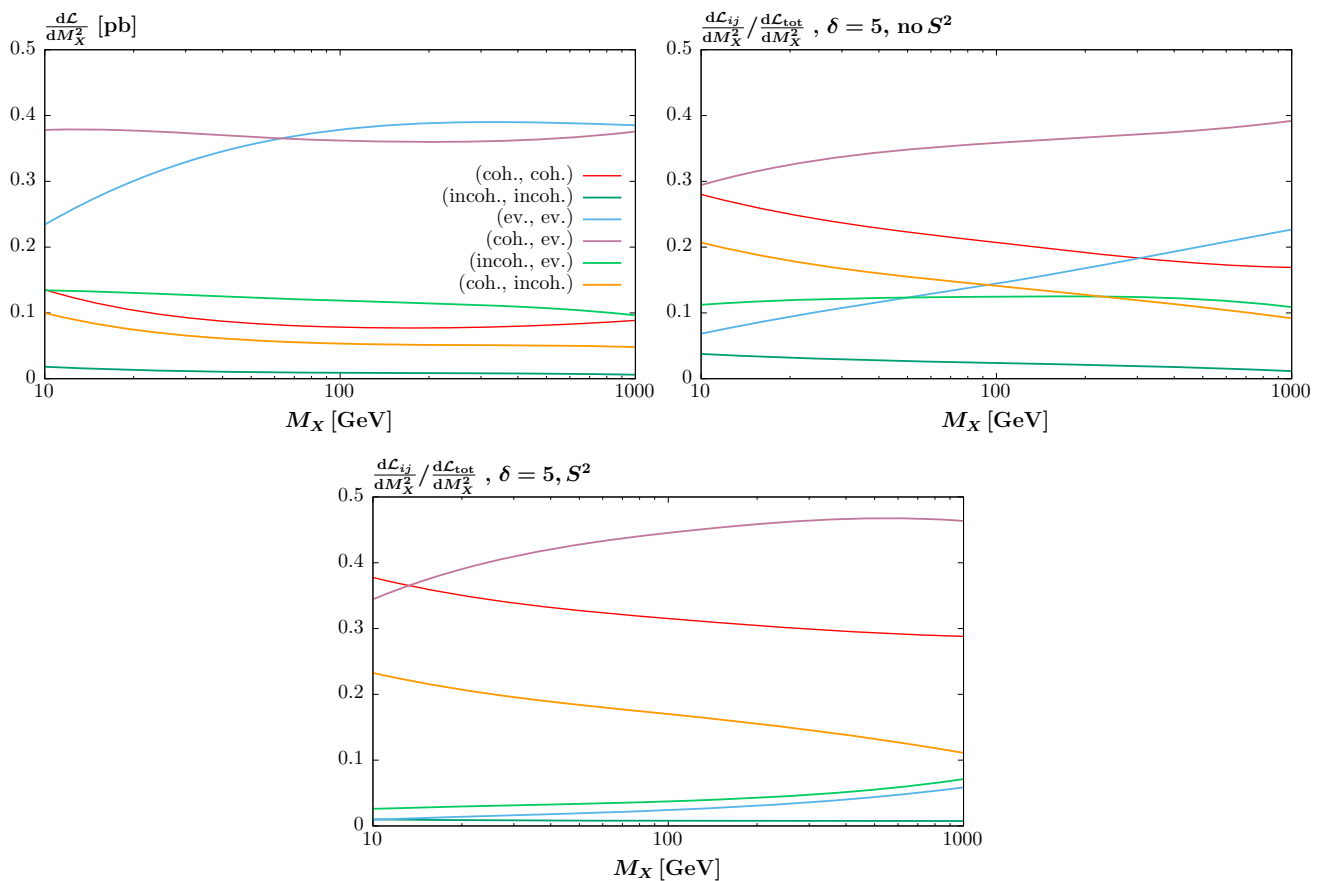 dℒ/dM_X^2 [pb]
0.5
0.4
0.3
0.2
0.1
0
(coh., coh.)
(incoh., incoh.)
(ev., ev.)
(coh., ev.)
(incoh., ev.)
(coh., incoh.)
10 100 1000
M_X [GeV]
dℒ_ij/dM_X^2 / dℒ_tot/dM_X^2 , δ = 5, no S^2
0.5
0.4
0.3
0.2
0.1
0
10 100 1000
M_X [GeV]
dℒ_ij/dM_X^2 / dℒ_tot/dM_X^2 , δ = 5, S^2
0.5
0.4
0.3
0.2
0.1
0
10 100 1000
M_X [GeV]